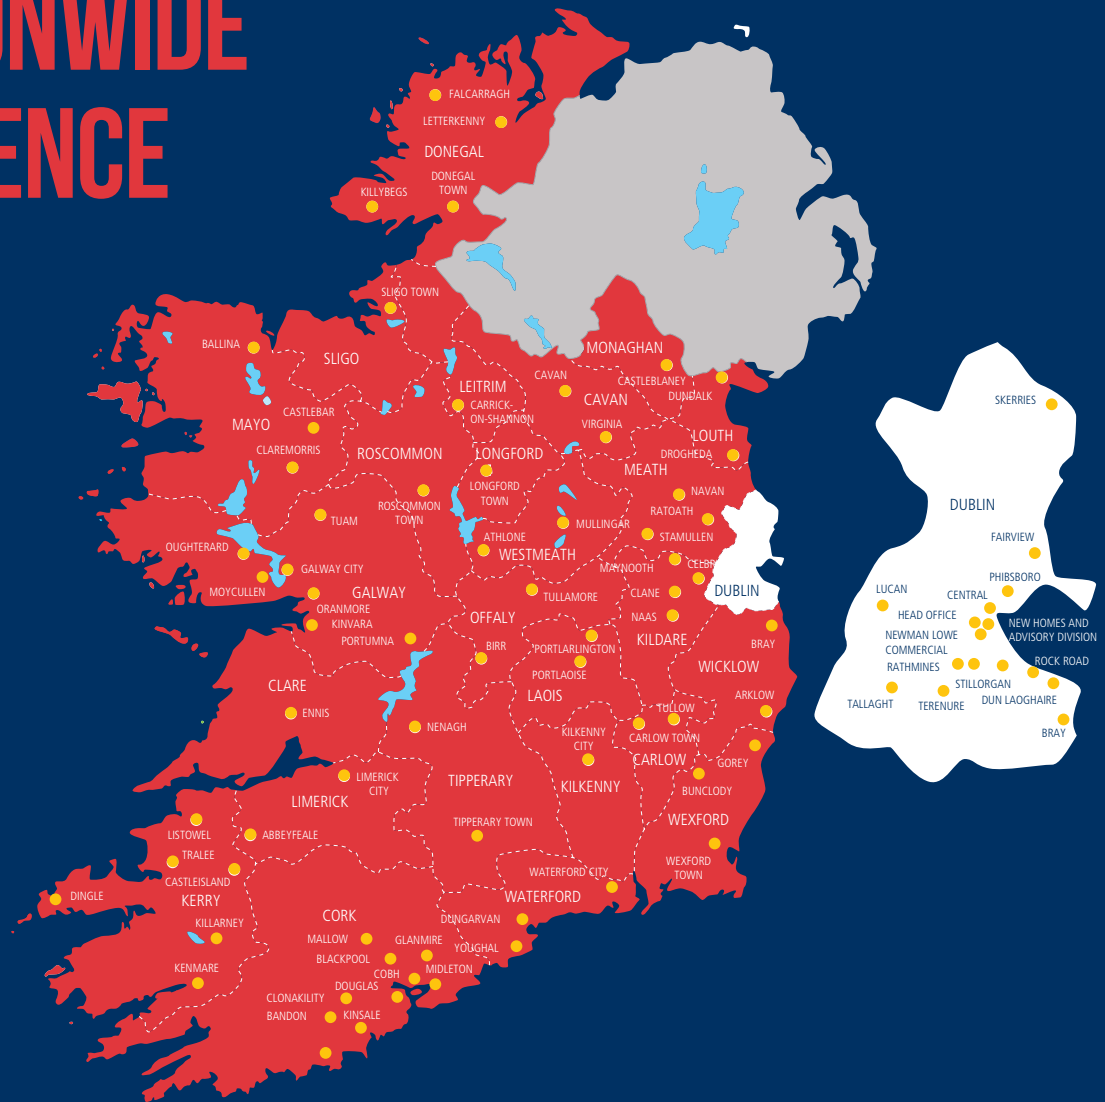 NWIDE
ENCE
FALCARRAGH
LETTERKENNY
DONEGAL
DONEGAL
TOWN
KILLYBEGS
SLIGO TOWN
BALLINA
SLIGO
MONAGHAN
LEITRIM
CAVAN
CASTLEBLANEY
DUNDALK
CAVAN
CARRICK-
ON-SHANNON
CASTLEBAR
MAYO
VIRGINIA
LOUTH
CLAREMORRIS
ROSCOMMON
LONGFORD
DROGHEDA
MEATH
LONGFORD
TOWN
NAVAN
ROSCOMMON
TOWN
RATOATH
TUAM
MULLINGAR
STAMULLEN
ATHLONE
OUGHTERARD
WESTMEATH
GALWAY CITY
MAYNOOTH
CELBR
MOYCULLEN
GALWAY
TULLAMORE
CLANE
DUBLIN
ORANMORE
KINVARA
OFFALY
NAAS
PORTUMNA
BIRR
PORTARLINGTON
KILDARE
BRAY
PORTLAOISE
WICKLOW
CLARE
LAOIS
ARKLOW
ENNIS
TULLOW
NENAGH
KILKENNY
CITY
CARLOW TOWN
CARLOW
GOREY
LIMERICK
CITY
TIPPERARY
KILKENNY
BUNCLODY
LIMERICK
TIPPERARY TOWN
WEXFORD
LISTOWEL
ABBEYFEALE
TRALEE
WEXFORD
TOWN
CASTLEISLAND
WATERFORD CITY
DINGLE
KERRY
WATERFORD
CORK
KILLARNEY
DUNGARVAN
MALLOW
GLANMIRE
YOUGHAL
BLACKPOOL
KENMARE
COBH
MIDLETON
DOUGLAS
CLONAKILITY
BANDON
KINSALE
SKERRIES
DUBLIN
FAIRVIEW
PHIBSBORO
LUCAN
CENTRAL
HEAD OFFICE
NEW HOMES AND
ADVISORY DIVISION
NEWMAN LOWE
COMMERCIAL
RATHMINES
ROCK ROAD
STILLORGAN
TALLAGHT
TERENURE
DUN LAOGHAIRE
BRAY